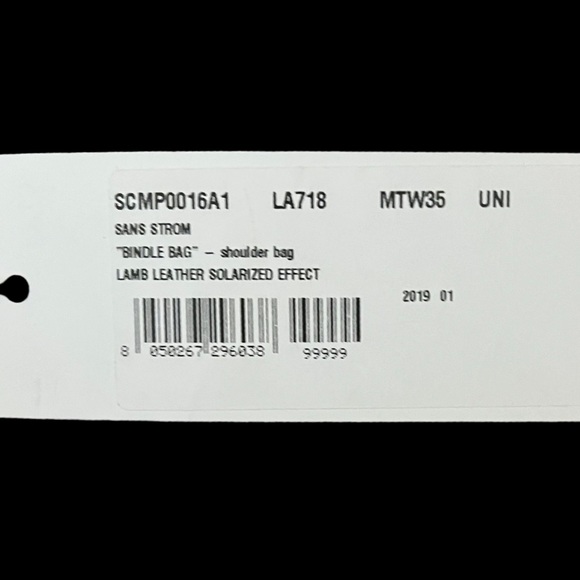 SCMP0016A1 LA718 MTW35 UNI
SANS STROM
"BINDLE BAG" – shoulder bag
LAMB LEATHER SOLARIZED EFFECT
2019 01
8 050267 296038 99999